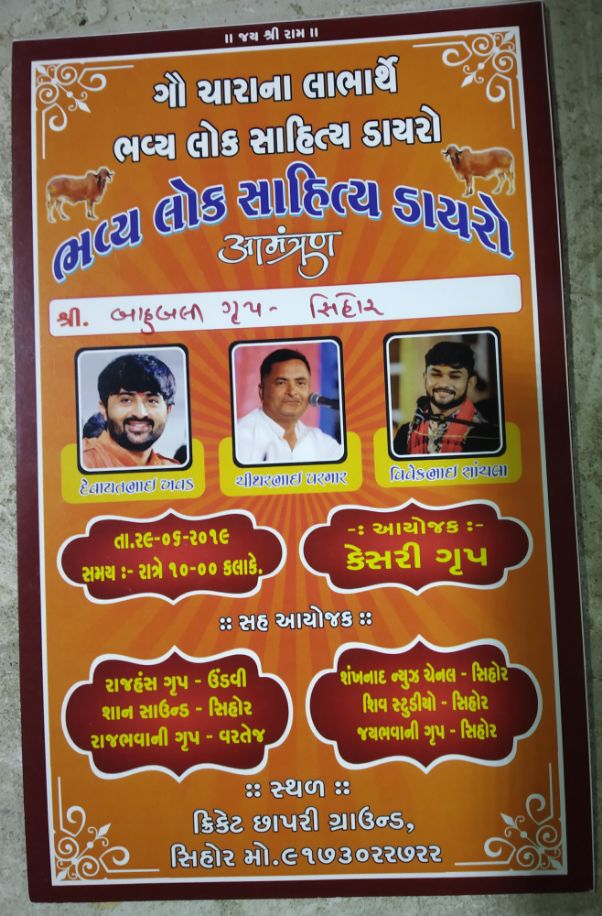 ॥ જય શ્રી રામ ॥
ગૌ ચારાના લાભાર્થે
ભવ્ય લોક સાહિત્ય ડાયરો
ભવ્ય લોક સાહિત્ય ડાયરો
આમંત્રણ
શ્રી. બાહુબલી ગૃપ - સિહોર
દેવાયતભાઇ ખવડ
ચીથરભાઇ પરમાર
વિવેકભાઇ સાંચલા
તા.૨૯-૦૬-૨૦૧૯
સમય :- રાત્રે ૧૦-૦૦ કલાકે.
-: આયોજક :-
કેસરી ગૃપ
:: સહ આયોજક ::
રાજહંસ ગૃપ - ઉંડવી
શાન સાઉન્ડ - સિહોર
રાજભવાની ગૃપ - વરતેજ
શંખનાદ ન્યુઝ ચેનલ - સિહોર
શિવ સ્ટુડીયો - સિહોર
જયભવાની ગૃપ - સિહોર
:: સ્થળ ::
ક્રિકેટ છાપરી ગ્રાઉન્ડ,
સિહોર મો.૯૧૭૩૦૨૨૭૨૨